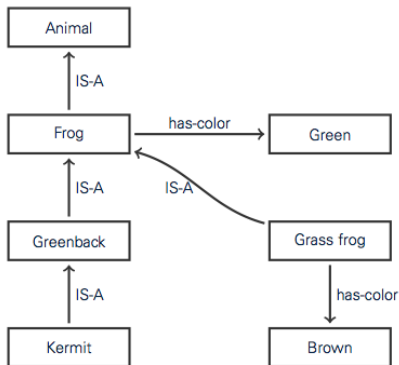 Animal
IS-A
has-color
Frog
Green
IS-A
IS-A
Greenback
Grass frog
IS-A
has-color
Kermit
Brown